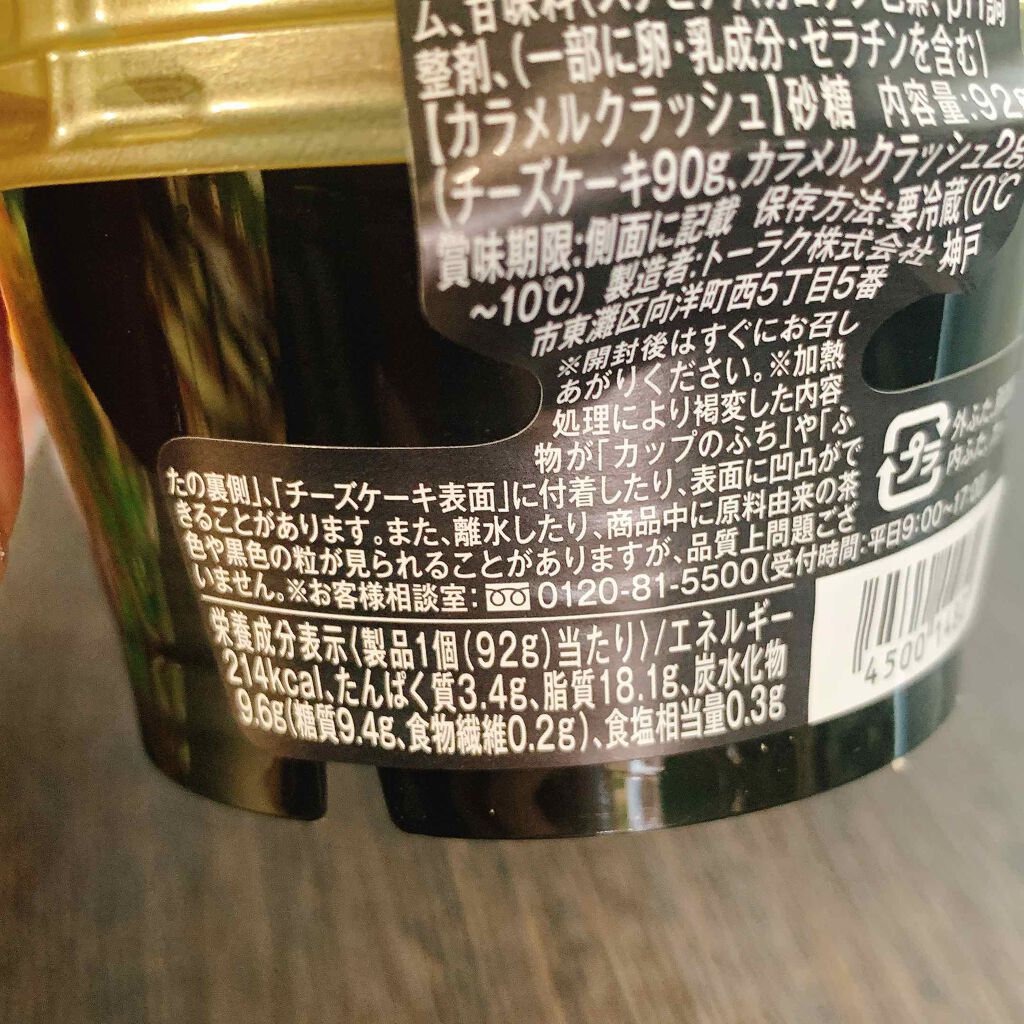 ム、甘味料
整剤、(一部に卵・乳成分・ゼラチンを含む)
【カラメルクラッシュ】砂糖 内容量:92g
(チーズケーキ90g、カラメルクラッシュ2g
賞味期限:側面に記載 保存方法:要冷蔵(0℃
~10℃) 製造者:トーラク株式会社 神戸
市東灘区向洋町西5丁目5番
※開封後はすぐにお召し
あがりください。※加熱
処理により褐変した内容
物が「カップのふち」や「ふ
たの裏側」、「チーズケーキ表面」に付着したり、表面に凹凸がで
きることがあります。また、離水したり、商品中に原料由来の茶
色や黒色の粒が見られることがありますが、品質上問題ござ
いません。※お客様相談室: 0120-81-5500(受付時間:平日9:00~17:00
栄養成分表示〈製品1個(92g)当たり〉/エネルギー
214kcal、たんぱく質3.4g、脂質18.1g、炭水化物
9.6g(糖質9.4g、食物繊維0.2g)、食塩相当量0.3g
プラ
外ふた
内ふた
4500